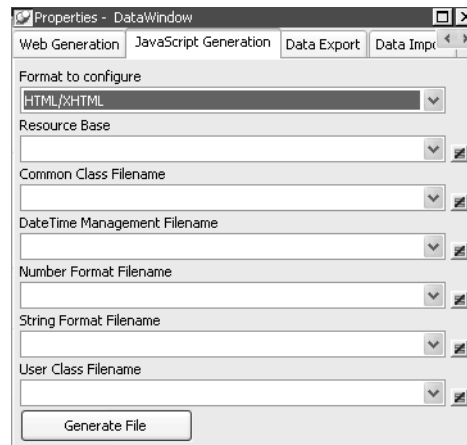 Properties - DataWindow
Web Generation JavaScript Generation Data Export Data Impo
Format to configure
HTML/XHTML
Resource Base
Common Class Filename
DateTime Management Filename
Number Format Filename
String Format Filename
User Class Filename
Generate File